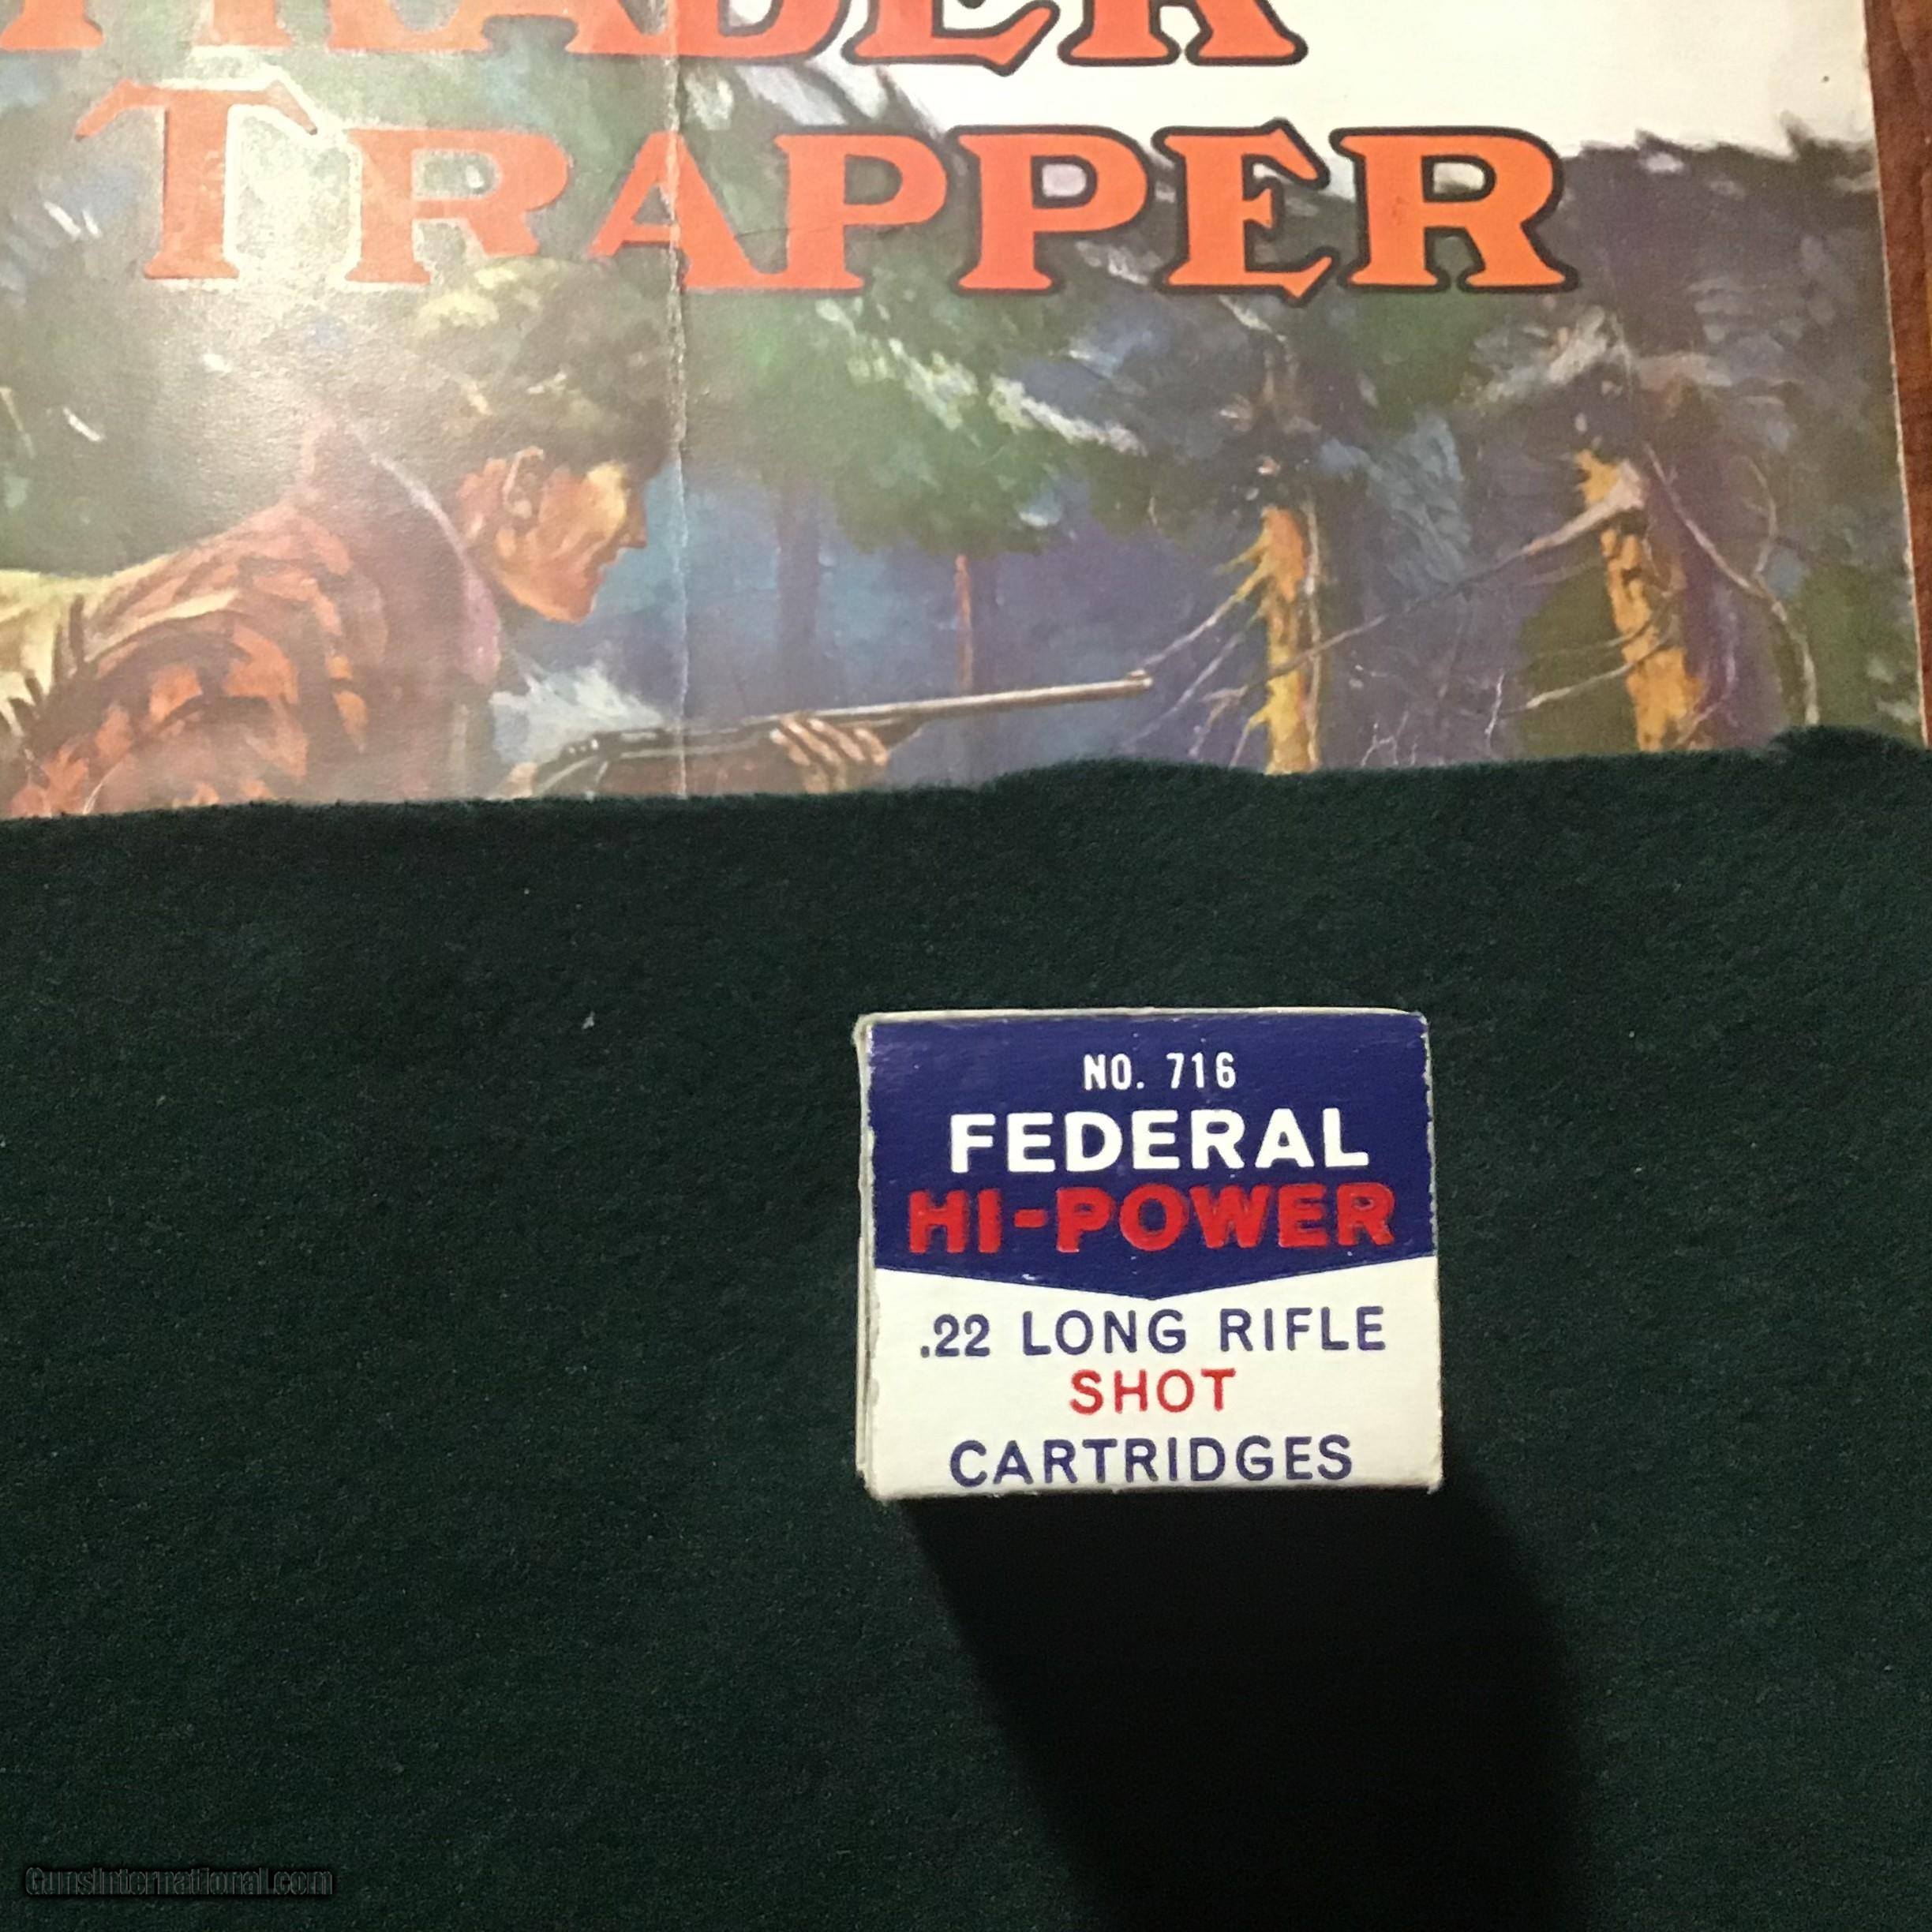 TRAPPER
NO. 716
FEDERAL
HI-POWER
.22 LONG RIFLE
SHOT
CARTRIDGES
GunsInternational.com